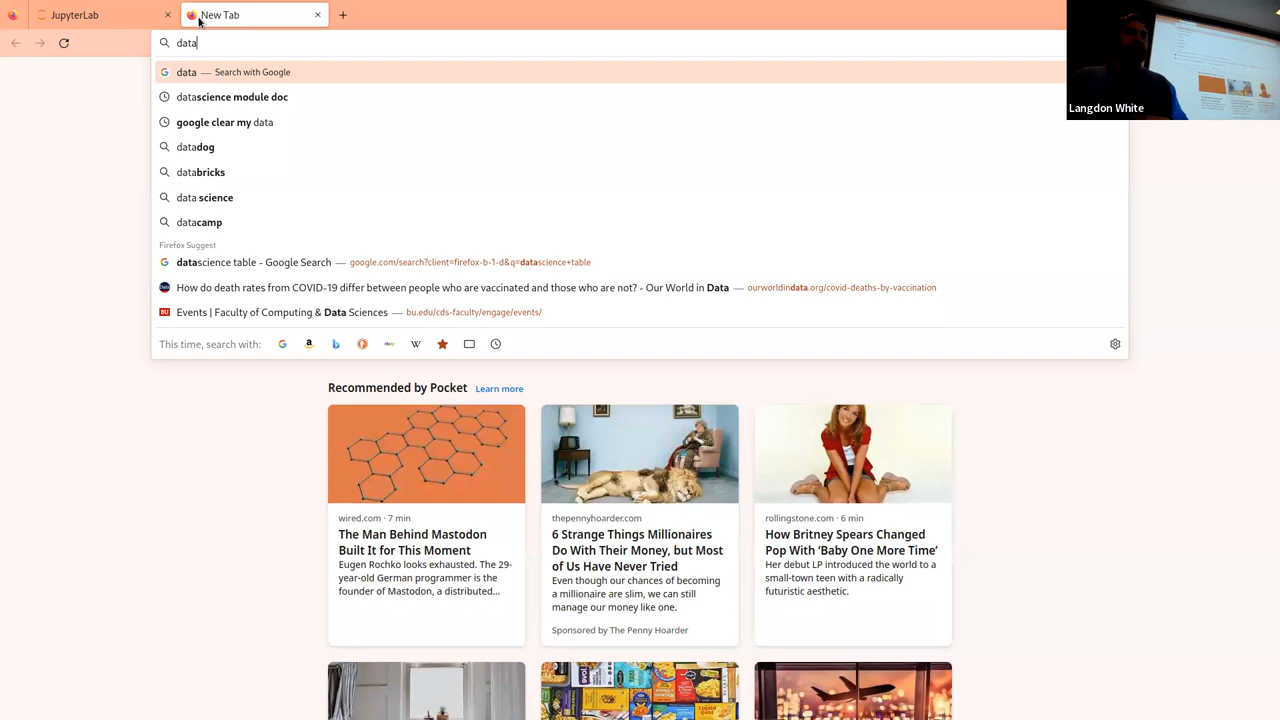 JupyterLab
New Tab
data
data — Search with Google
datascience module doc
google clear my data
datadog
databricks
data science
datacamp
Firefox Suggest
datascience table - Google Search — google.com/search?client=firefox-b-1-d&q=datascience+table
How do death rates from COVID-19 differ between people who are vaccinated and those who are not? - Our World in Data — ourworldindata.org/covid-deaths-by-vaccination
Events | Faculty of Computing & Data Sciences — bu.edu/cds-faculty/engage/events/
This time, search with:
Langdon White
Recommended by Pocket Learn more
wired.com · 7 min
The Man Behind Mastodon
Built It for This Moment
Eugen Rochko looks exhausted. The 29-
year-old German programmer is the
founder of Mastodon, a distributed...
thepennyhoarder.com
6 Strange Things Millionaires
Do With Their Money, but Most
of Us Have Never Tried
Even though our chances of becoming
a millionaire are slim, we can still
manage our money like one.
Sponsored by The Penny Hoarder
rollingstone.com · 6 min
How Britney Spears Changed
Pop With ‘Baby One More Time’
Her debut LP introduced the world to a
small-town teen with a radically
futuristic aesthetic.